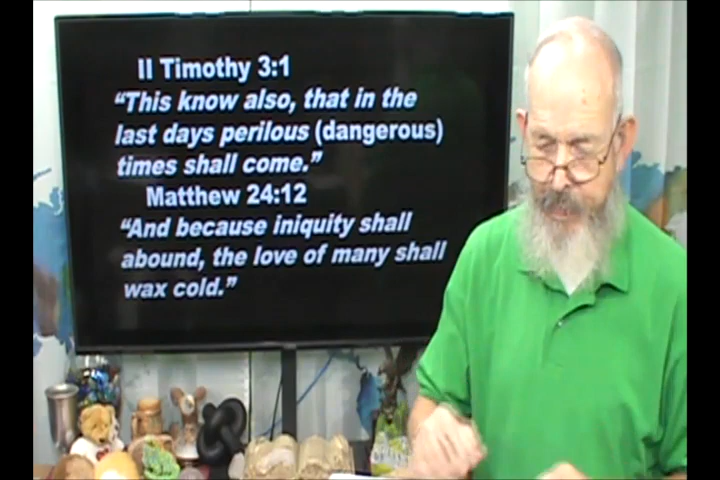 II Timothy 3:1
“This know also, that in the
last days perilous (dangerous)
times shall come.”
Matthew 24:12
“And because iniquity shall
abound, the love of many shall
wax cold.”